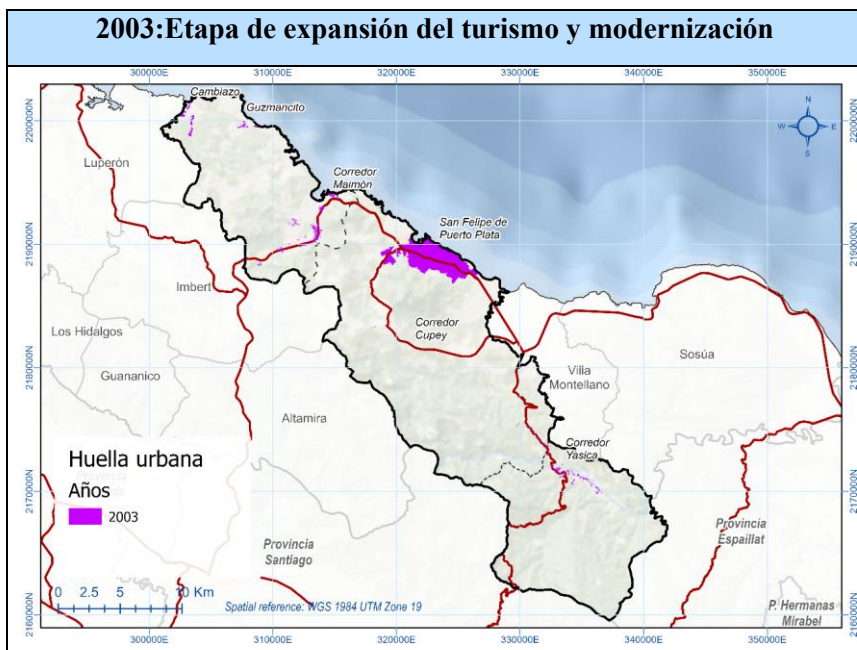 2003:Etapa de expansión del turismo y modernización
300000E 310000E 320000E 330000E 340000E 350000E
Cambiazo
Guzmancito
N
W E
S
2200000N
2200000N
Luperón
Corredor
Maimón
San Felipe de
Puerto Plata
2190000N
2190000N
Imbert
Corredor
Cupey
Los Hidalgos
Guananico
Villa
Montellano
Sosúa
2180000N
2180000N
Altamira
Corredor
Yasica
Huella urbana
Años
2003
Provincia
2170000N
2170000N
Provincia
Espaillat
Provincia
Santiago
0 2.5 5 10 Km
Spatial reference: WGS 1984 UTM Zone 19
P. Hermanas
Mirabel
2160000N
2160000N
300000E 310000E 320000E 330000E 340000E 350000E